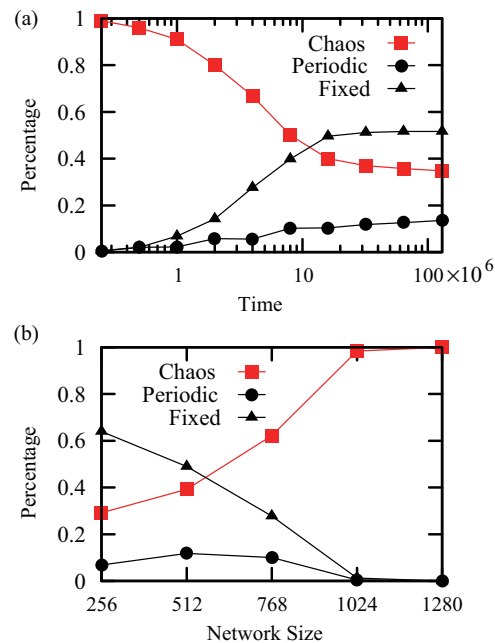 (a)
1
0.8
0.6
0.4
0.2
0
Percentage
Chaos
Periodic
Fixed
1 10 100×10⁶
Time
(b)
1
0.8
0.6
0.4
0.2
0
Percentage
Chaos
Periodic
Fixed
256 512 768 1024 1280
Network Size